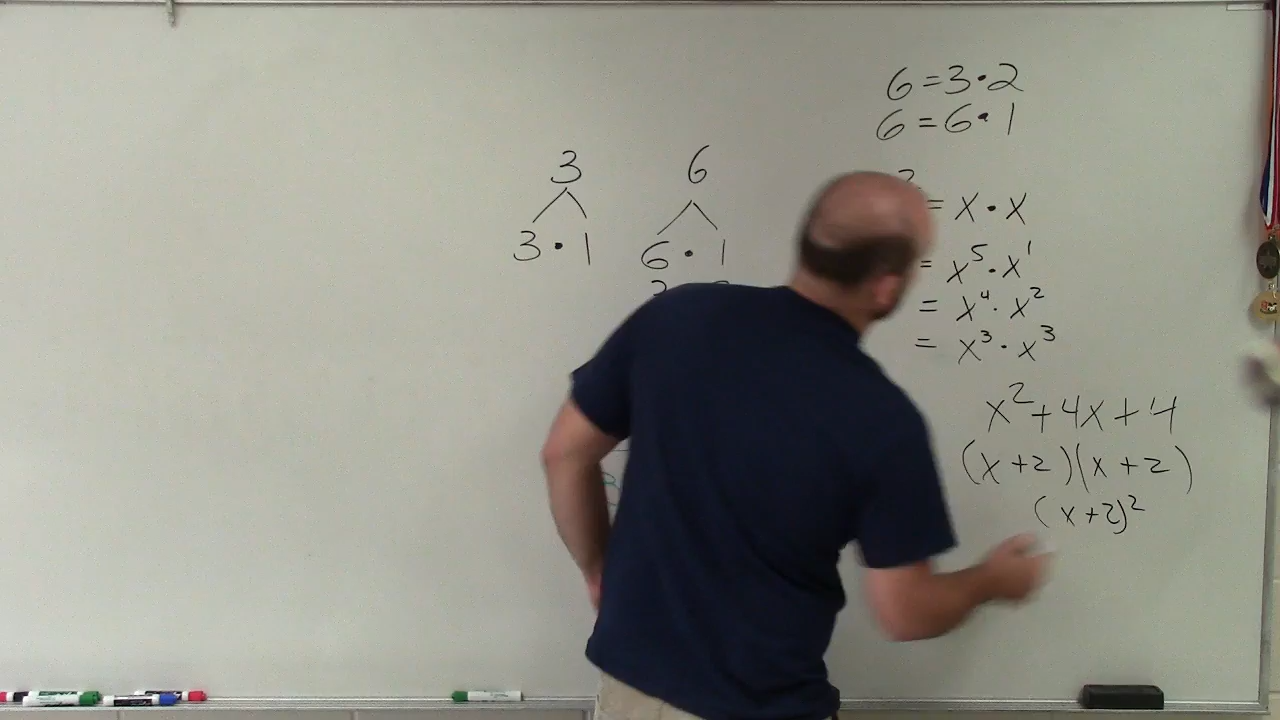 3
3 · 1
6
6 · 1
6 = 3 · 2
6 = 6 · 1
= x · x
= x⁵ · x¹
= x⁴ · x²
= x³ · x³
x² + 4x + 4
(x + 2)(x + 2)
(x + 2)²